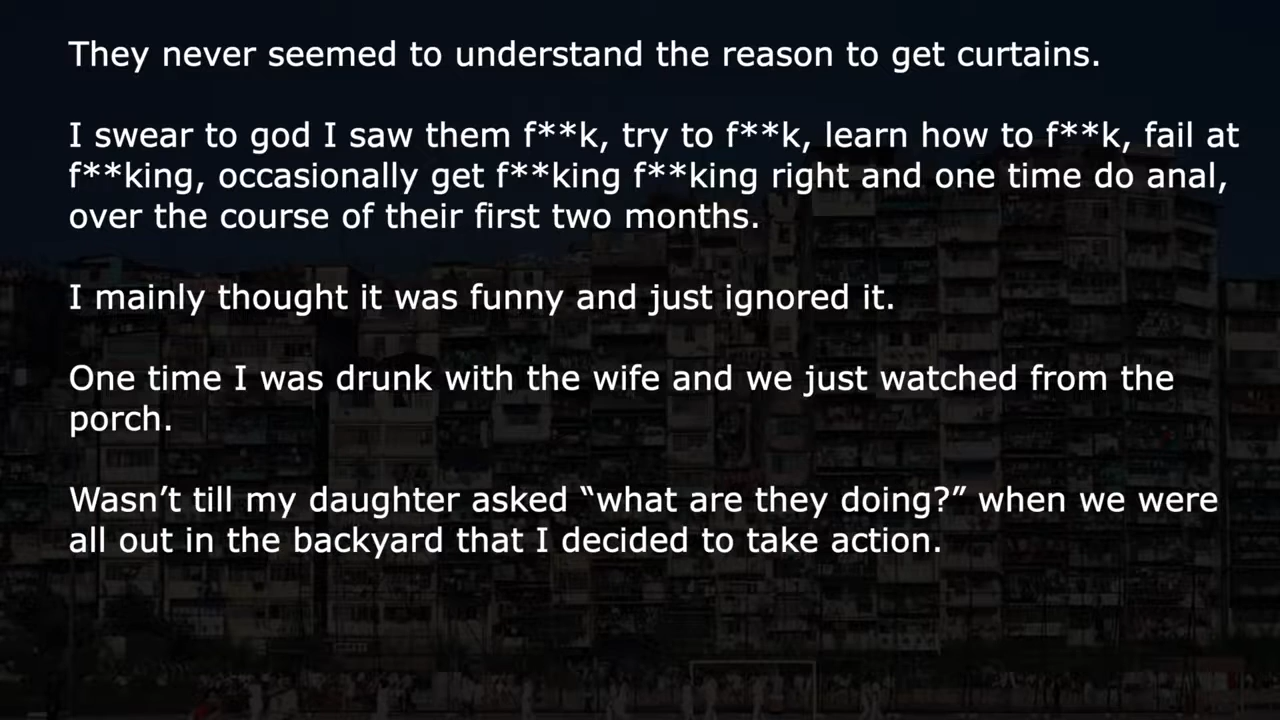 They never seemed to understand the reason to get curtains.
I swear to god I saw them f**k, try to f**k, learn how to f**k, fail at
f**king, occasionally get f**king f**king right and one time do anal,
over the course of their first two months.
I mainly thought it was funny and just ignored it.
One time I was drunk with the wife and we just watched from the
porch.
Wasn’t till my daughter asked “what are they doing?” when we were
all out in the backyard that I decided to take action.